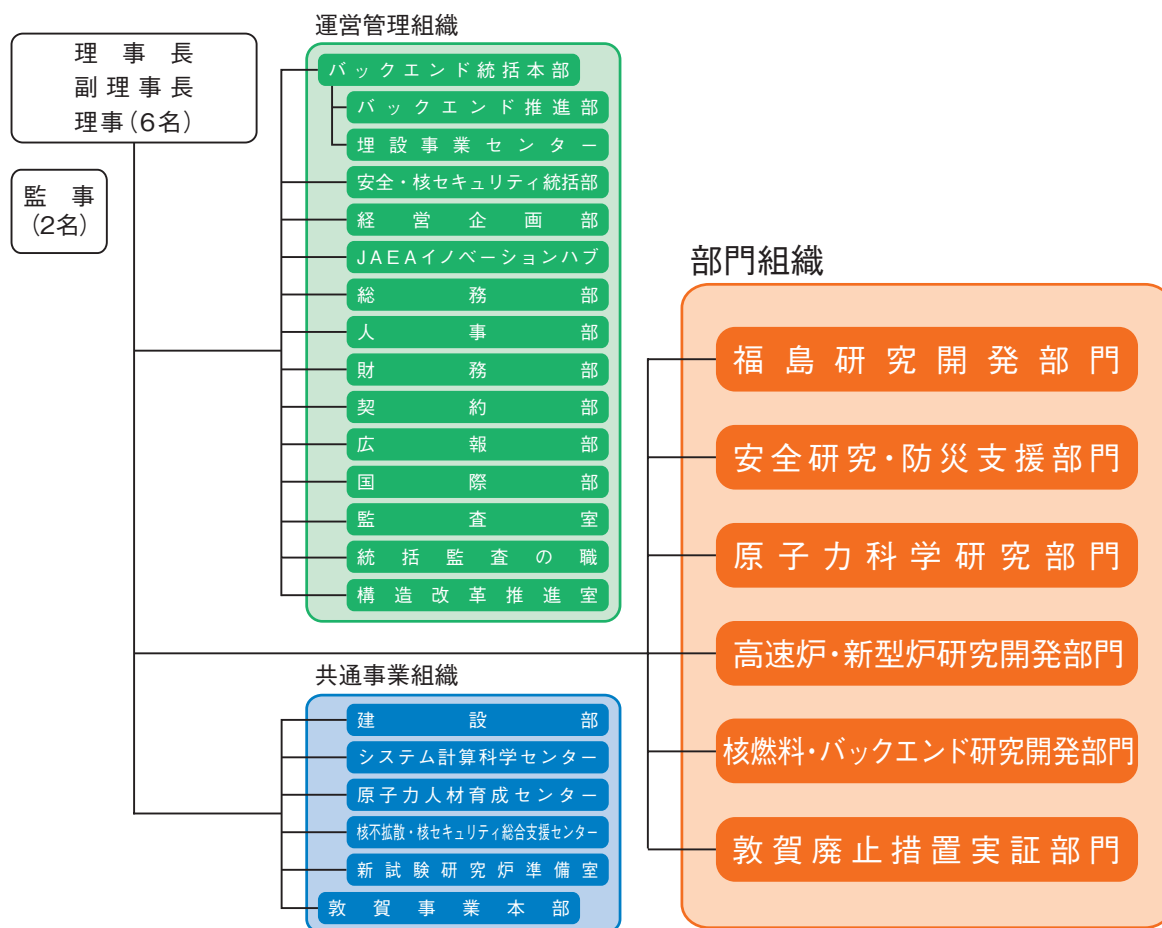 理事長
副理事長
理事(6名)
監事
(2名)
運営管理組織
バックエンド統括本部
バックエンド推進部
埋設事業センター
安全・核セキュリティ統括部
経営企画部
JAEAイノベーションハブ
総務部
人事部
財務部
契約部
広報部
国際部
監査室
統括監査の職
構造改革推進室
共通事業組織
建設部
システム計算科学センター
原子力人材育成センター
核不拡散・核セキュリティ総合支援センター
新試験研究炉準備室
敦賀事業本部
部門組織
福島研究開発部門
安全研究・防災支援部門
原子力科学研究部門
高速炉・新型炉研究開発部門
核燃料・バックエンド研究開発部門
敦賀廃止措置実証部門